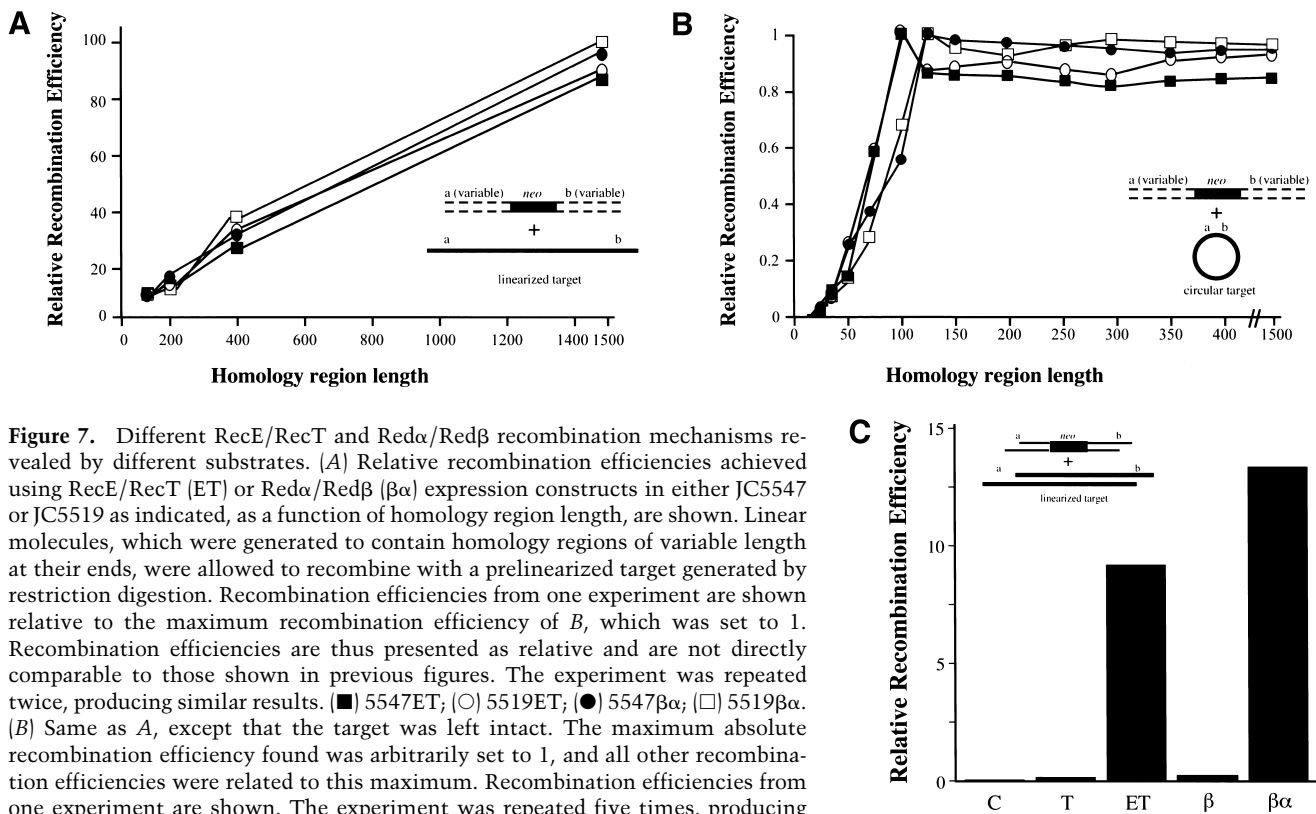 A
Relative Recombination Efficiency
100
80
60
40
20
0
0 200 400 600 800 1000 1200 1400 1500
Homology region length
a (variable) neo b (variable)
+
a b
linearized target
B
Relative Recombination Efficiency
1
0.8
0.6
0.4
0.2
0
0 50 100 150 200 250 300 350 400 1500
Homology region length
a (variable) neo b (variable)
+
a b
circular target
Figure 7. Different RecE/RecT and Redα/Redβ recombination mechanisms re-
vealed by different substrates. (A) Relative recombination efficiencies achieved
using RecE/RecT (ET) or Redα/Redβ (βα) expression constructs in either JC5547
or JC5519 as indicated, as a function of homology region length, are shown. Linear
molecules, which were generated to contain homology regions of variable length
at their ends, were allowed to recombine with a prelinearized target generated by
restriction digestion. Recombination efficiencies from one experiment are shown
relative to the maximum recombination efficiency of B, which was set to 1.
Recombination efficiencies are thus presented as relative and are not directly
comparable to those shown in previous figures. The experiment was repeated
twice, producing similar results. (■) 5547ET; (○) 5519ET; (●) 5547βα; (□) 5519βα.
(B) Same as A, except that the target was left intact. The maximum absolute
recombination efficiency found was arbitrarily set to 1, and all other recombina-
tion efficiencies were related to this maximum. Recombination efficiencies from
one experiment are shown. The experiment was repeated five times, producing
C
Relative Recombination Efficiency
15
10
5
0
a neo b
+
a b
linearized target
C T ET β βα